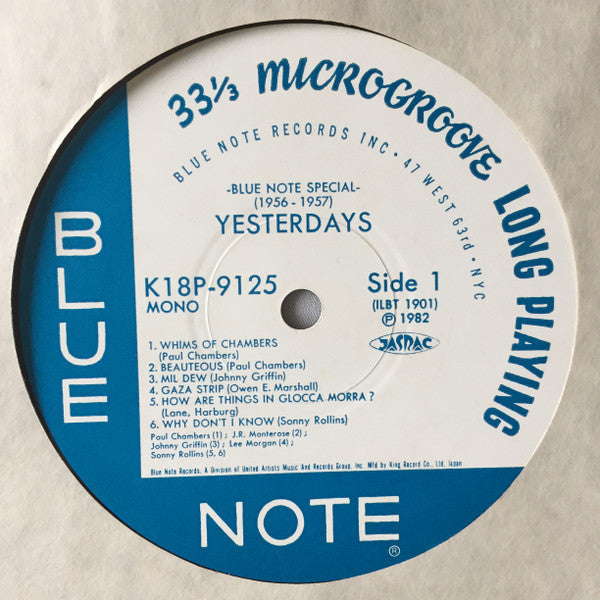 33⅓ MICROGROOVE LONG PLAYING
BLUE NOTE RECORDS INC • 47 WEST 63rd • NYC
-BLUE NOTE SPECIAL-
(1956 - 1957)
YESTERDAYS
K18P-9125
MONO
Side 1
(ILBT 1901)
Ⓟ 1982
JASRAC
1. WHIMS OF CHAMBERS
(Paul Chambers)
2. BEAUTEOUS (Paul Chambers)
3. MIL DEW (Johnny Griffin)
4. GAZA STRIP (Owen E. Marshall)
5. HOW ARE THINGS IN GLOCCA MORRA ?
(Lane, Harburg)
6. WHY DON'T I KNOW (Sonny Rollins)
Paul Chambers (1) ; J.R. Monterose (2) ;
Johnny Griffin (3) ; Lee Morgan (4) ;
Sonny Rollins (5, 6)
Blue Note Records. A Division of United Artists Music And Records Group, Inc. Mfd by King Record Co., Ltd, Japan
BLUE
NOTE ®